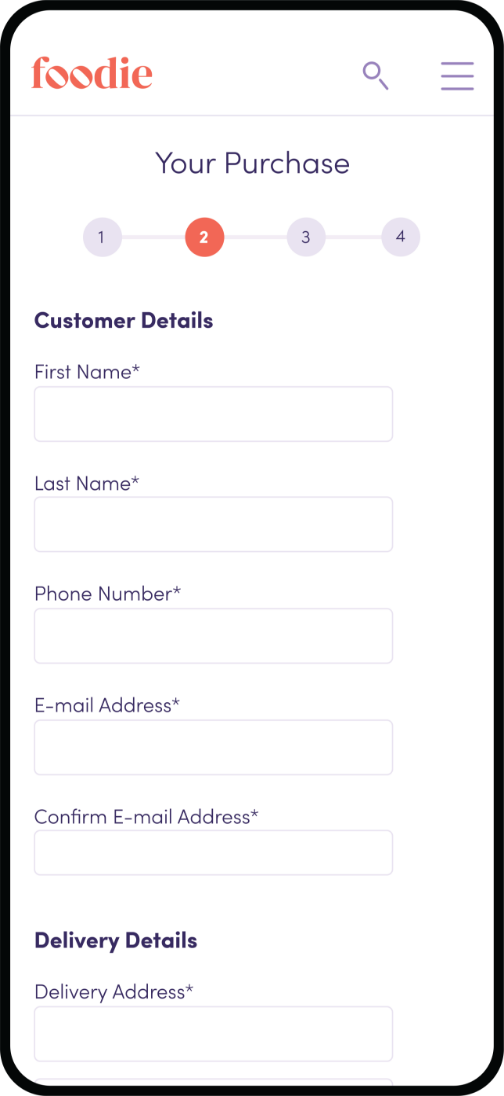 foodie
Your Purchase
1 2 3 4
Customer Details
First Name*
Last Name*
Phone Number*
E-mail Address*
Confirm E-mail Address*
Delivery Details
Delivery Address*